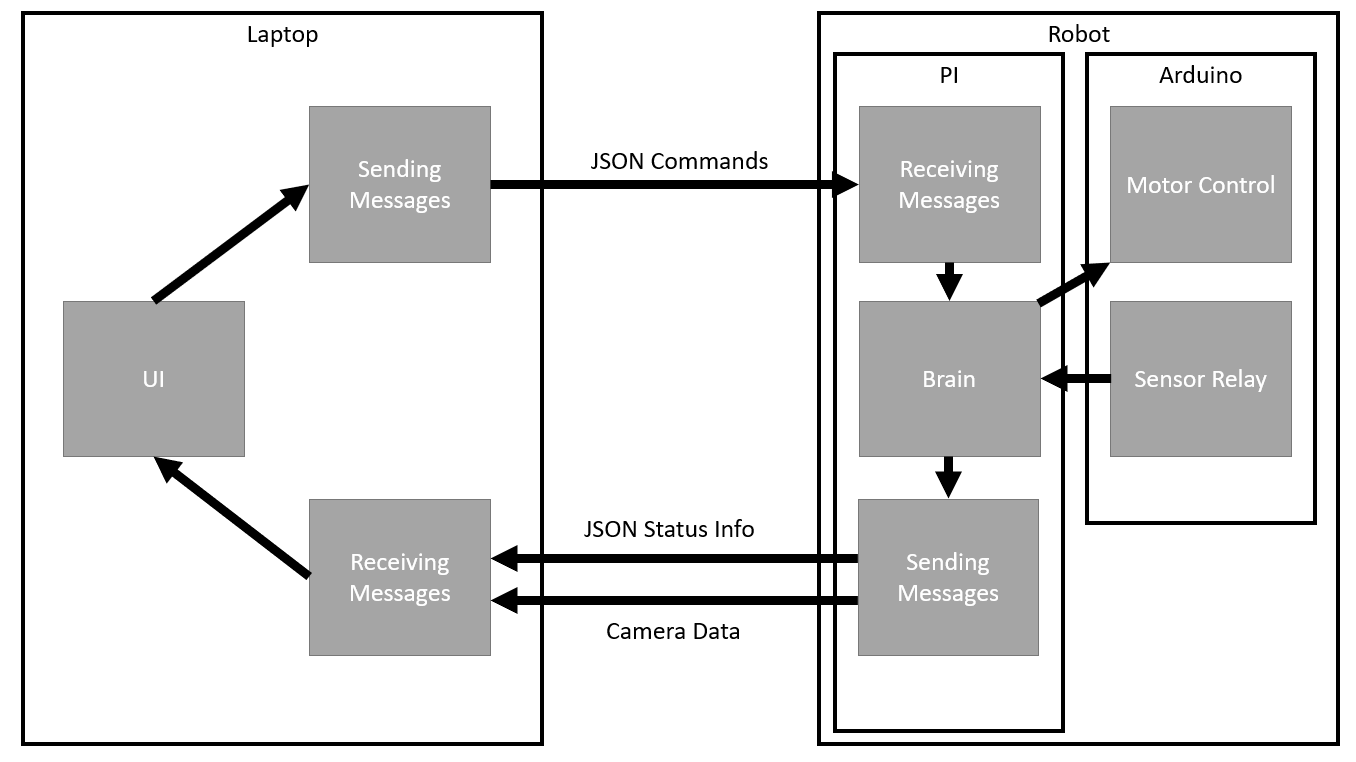 Laptop
Robot
PI
Arduino
Sending
Messages
JSON Commands
Receiving
Messages
Motor Control
UI
Brain
Sensor Relay
JSON Status Info
Receiving
Messages
Sending
Messages
Camera Data